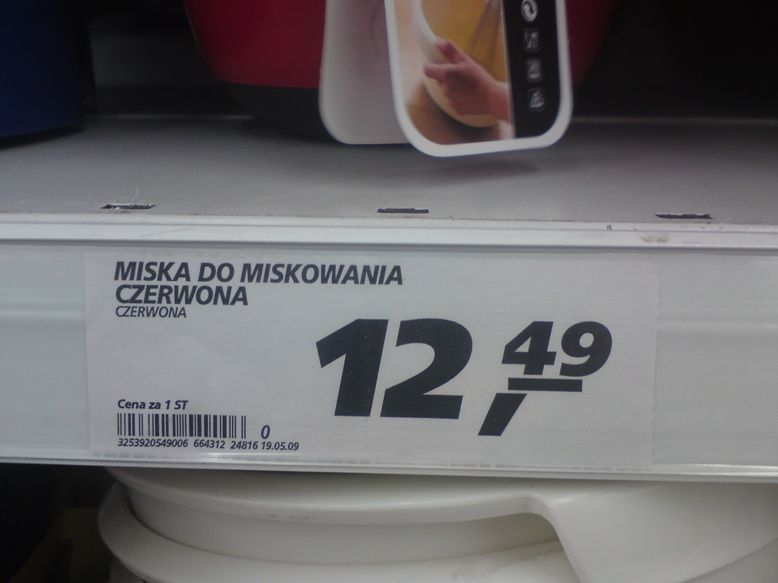 MISKA DO MISKOWANIA
CZERWONA
CZERWONA
12,49
Cena za 1 ST
0
3253920549006 664312 24816 19.05.09